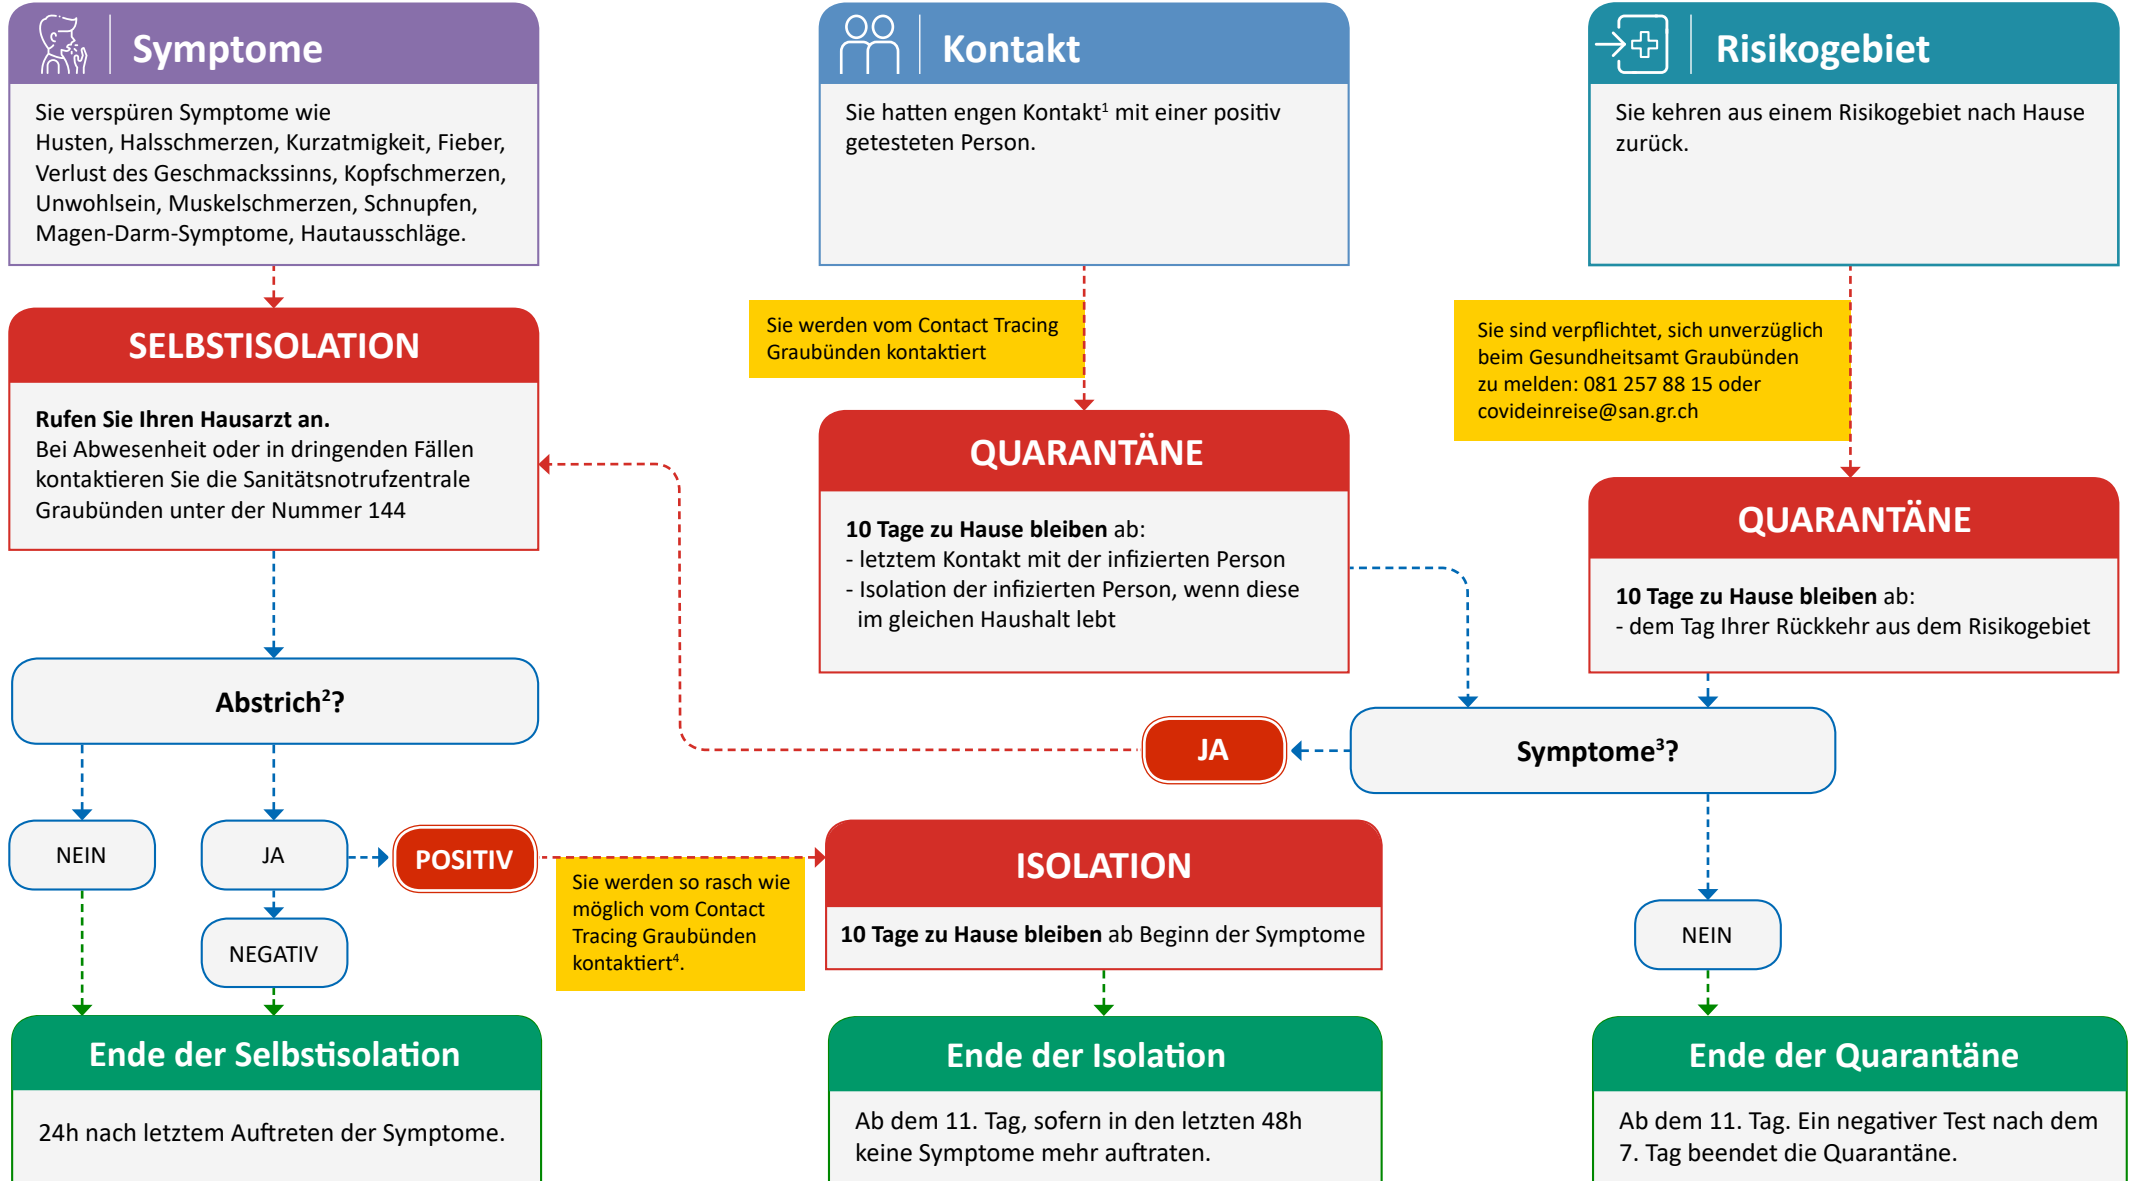 Symptome
Sie verspüren Symptome wie
Husten, Halsschmerzen, Kurzatmigkeit, Fieber,
Verlust des Geschmackssinns, Kopfschmerzen,
Unwohlsein, Muskelschmerzen, Schnupfen,
Magen-Darm-Symptome, Hautausschläge.
Kontakt
Sie hatten engen Kontakt¹ mit einer positiv
getesteten Person.
Risikogebiet
Sie kehren aus einem Risikogebiet nach Hause
zurück.
SELBSTISOLATION
Rufen Sie Ihren Hausarzt an.
Bei Abwesenheit oder in dringenden Fällen
kontaktieren Sie die Sanitätsnotrufzentrale
Graubünden unter der Nummer 144
Sie werden vom Contact Tracing
Graubünden kontaktiert
QUARANTÄNE
10 Tage zu Hause bleiben ab:
- letztem Kontakt mit der infizierten Person
- Isolation der infizierten Person, wenn diese
im gleichen Haushalt lebt
Sie sind verpflichtet, sich unverzüglich
beim Gesundheitsamt Graubünden
zu melden: 081 257 88 15 oder
covideinreise@san.gr.ch
QUARANTÄNE
10 Tage zu Hause bleiben ab:
- dem Tag Ihrer Rückkehr aus dem Risikogebiet
Abstrich²?
JA
Symptome³?
NEIN
JA
POSITIV
NEGATIV
Sie werden so rasch wie
möglich vom Contact
Tracing Graubünden
kontaktiert⁴.
ISOLATION
10 Tage zu Hause bleiben ab Beginn der Symptome
NEIN
Ende der Selbstisolation
24h nach letztem Auftreten der Symptome.
Ende der Isolation
Ab dem 11. Tag, sofern in den letzten 48h
keine Symptome mehr auftraten.
Ende der Quarantäne
Ab dem 11. Tag. Ein negativer Test nach dem
7. Tag beendet die Quarantäne.